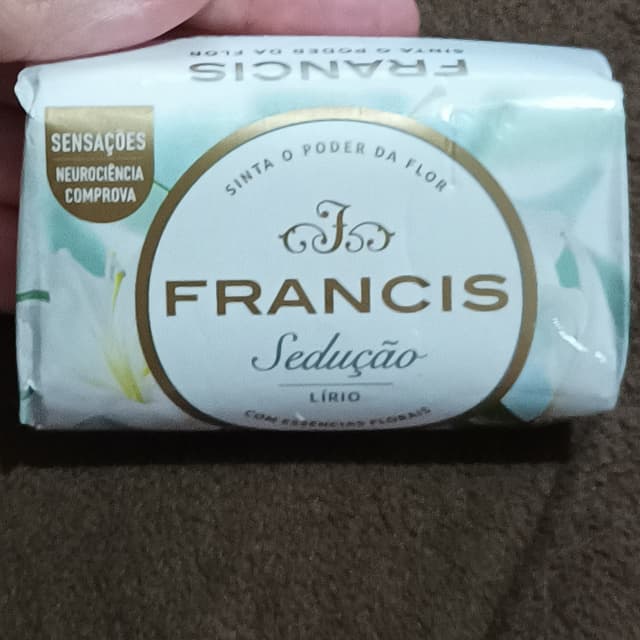 SINTA O PODER DA FLOR
FRANCIS
SENSAÇÕES
NEUROCIÊNCIA
COMPROVA
SINTA O PODER DA FLOR
F
FRANCIS
Sedução
LÍRIO
COM ESSÊNCIAS FLORAIS